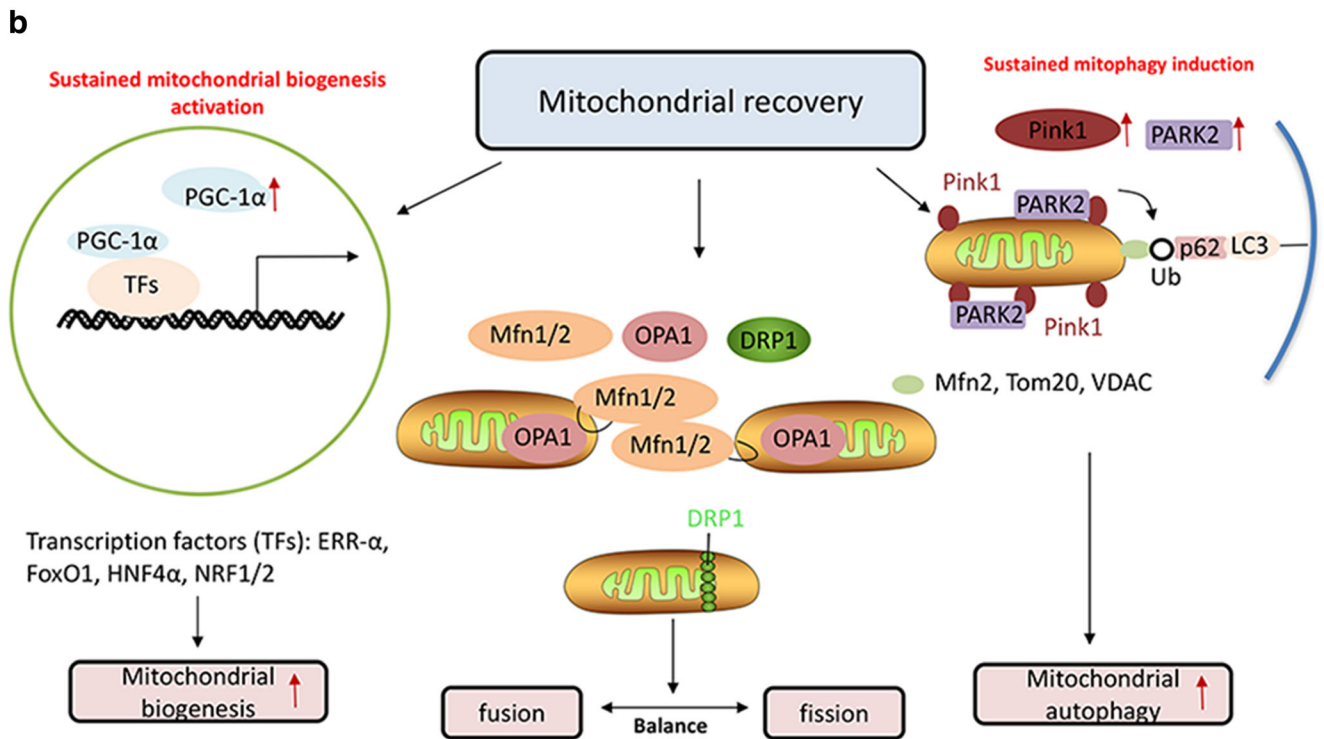 b
Sustained mitochondrial biogenesis
activation
Mitochondrial recovery
Sustained mitophagy induction
PGC-1α
PGC-1α
TFs
Transcription factors (TFs): ERR-α,
FoxO1, HNF4α, NRF1/2
Mitochondrial
biogenesis
Mfn1/2
OPA1
DRP1
Mfn1/2
OPA1
Mfn1/2
OPA1
DRP1
fusion
Balance
fission
Pink1
PARK2
Pink1
PARK2
p62
LC3
Ub
PARK2
Pink1
Mfn2, Tom20, VDAC
Mitochondrial
autophagy